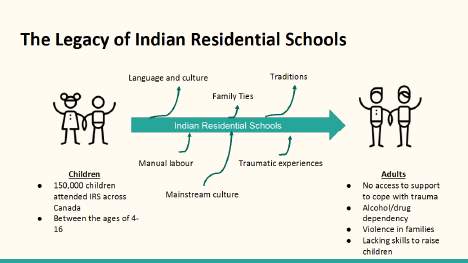 The Legacy of Indian Residential Schools
Language and culture
Family Ties
Traditions
Indian Residential Schools
Manual labour
Mainstream culture
Traumatic experiences
Children
● 150,000 children
attended IRS across
Canada
● Between the ages of 4-
16
Adults
● No access to support
to cope with trauma
● Alcohol/drug
dependency
● Violence in families
● Lacking skills to raise
children